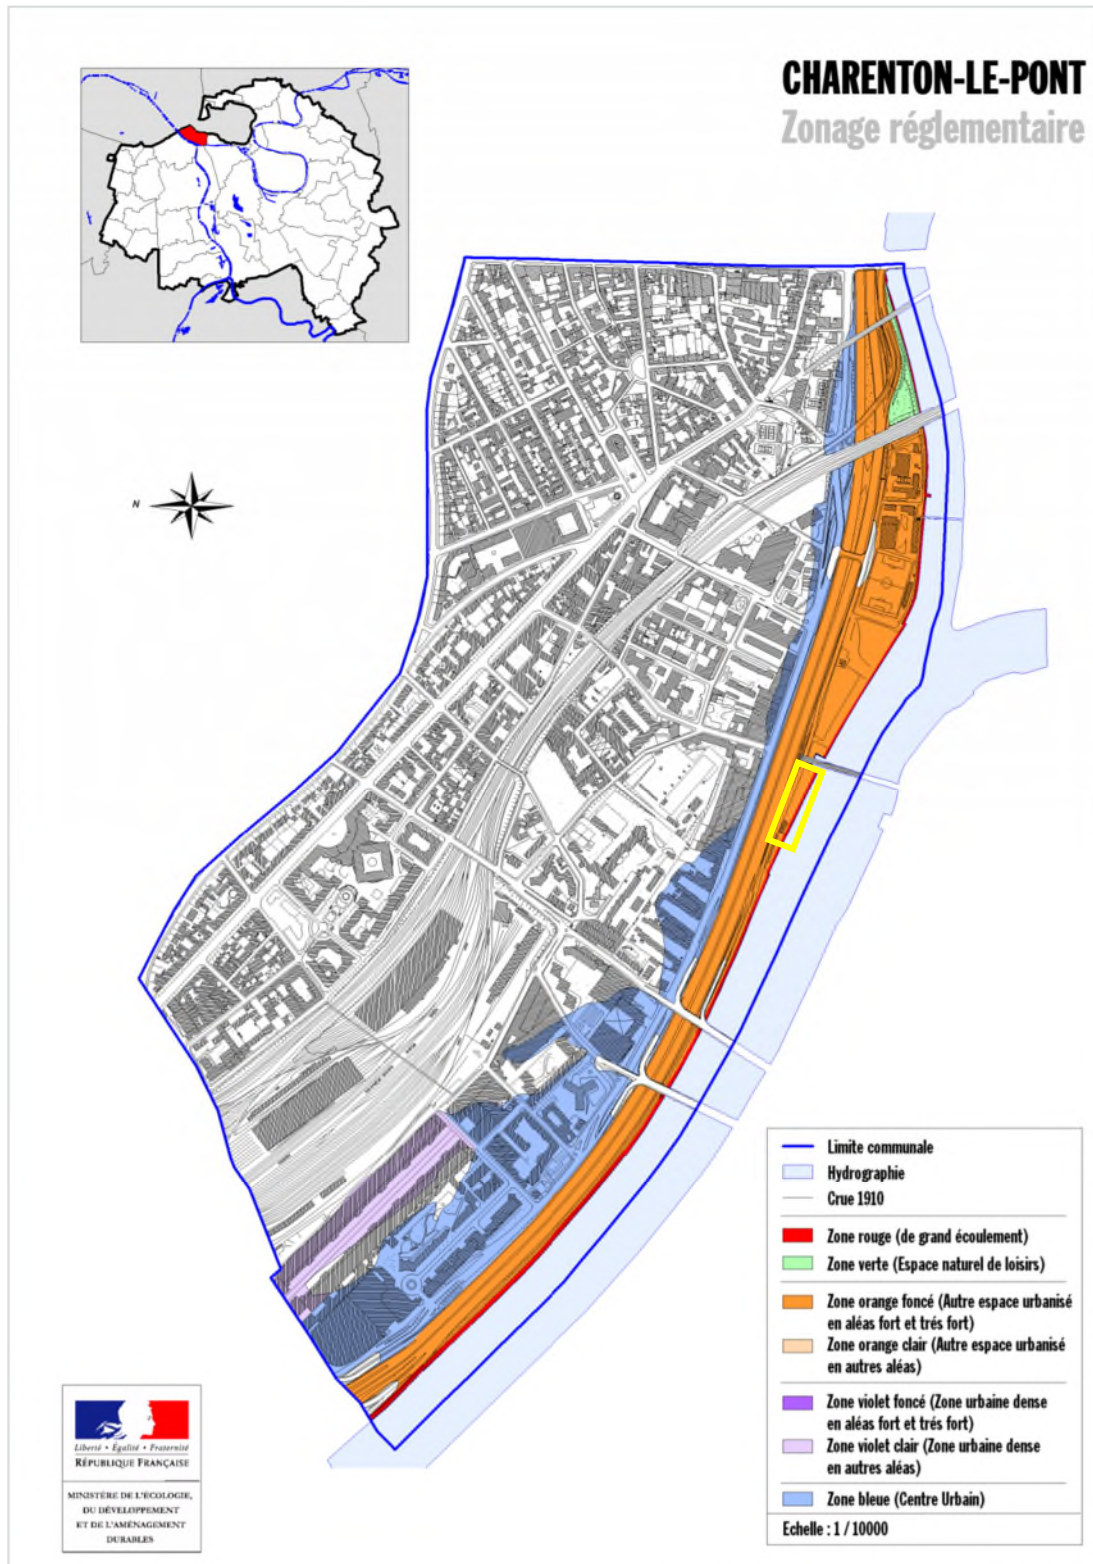 CHARENTON-LE-PONT
Zonage réglementaire
N
Limite communale
Hydrographie
Crue 1910
Zone rouge (de grand écoulement)
Zone verte (Espace naturel de loisirs)
Zone orange foncé (Autre espace urbanisé
en aléas fort et trés fort)
Zone orange clair (Autre espace urbanisé
en autres aléas)
Zone violet foncé (Zone urbaine dense
en aléas fort et trés fort)
Zone violet clair (Zone urbaine dense
en autres aléas)
Zone bleue (Centre Urbain)
Echelle : 1 / 10000
Liberté • Égalité • Fraternité
RÉPUBLIQUE FRANÇAISE
MINISTÈRE DE L'ÉCOLOGIE,
DU DÉVELOPPEMENT
ET DE L'AMÉNAGEMENT
DURABLES